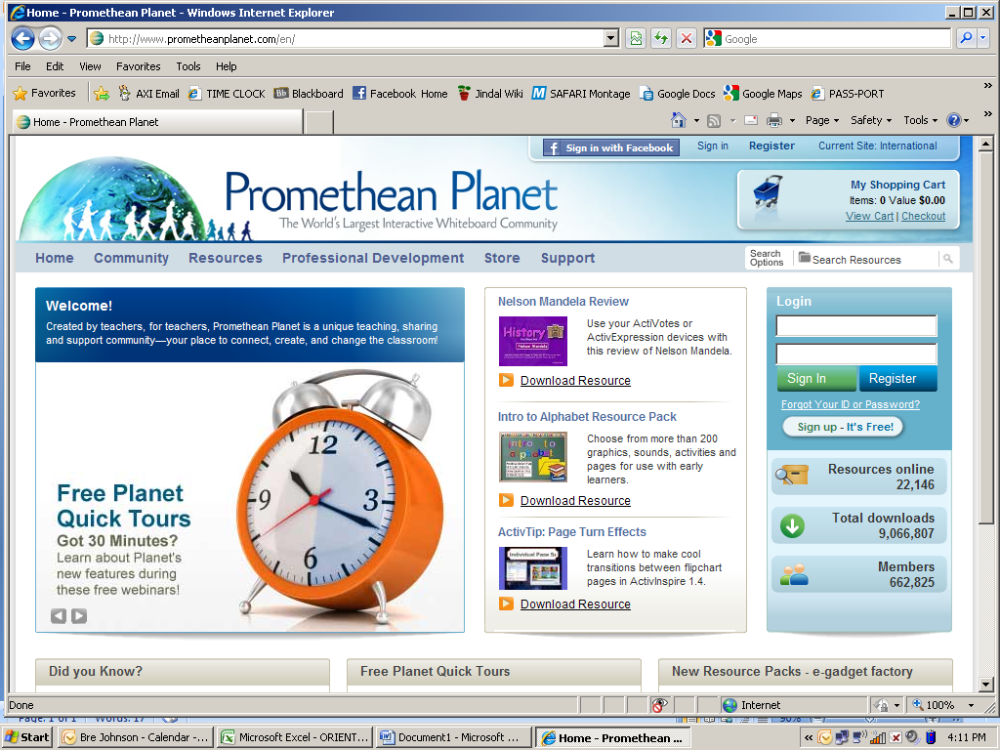 Home - Promethean Planet - Windows Internet Explorer
http://www.prometheanplanet.com/en/
Google
File Edit View Favorites Tools Help
Favorites AXI Email TIME CLOCK Bb Blackboard Facebook Home Jindal Wiki M SAFARI Montage Google Docs Google Maps PASS-PORT
Home - Promethean Planet
Page Safety Tools
f Sign in with Facebook Sign in Register Current Site: International
Promethean Planet
The World's Largest Interactive Whiteboard Community
My Shopping Cart
Items: 0 Value $0.00
View Cart | Checkout
Home Community Resources Professional Development Store Support
Search Options
Search Resources
Welcome!
Created by teachers, for teachers, Promethean Planet is a unique teaching, sharing
and support community—your place to connect, create, and change the classroom!
12
9
3
6
Free Planet
Quick Tours
Got 30 Minutes?
Learn about Planet's
new features during
these free webinars!
Nelson Mandela Review
History
Nelson Mandela
Use your ActiVotes or
ActivExpression devices with
this review of Nelson Mandela.
Download Resource
Intro to Alphabet Resource Pack
intro to
alphabet
Choose from more than 200
graphics, sounds, activities and
pages for use with early
learners.
Download Resource
ActivTip: Page Turn Effects
Learn how to make cool
transitions between flipchart
pages in ActivInspire 1.4.
Download Resource
Login
Sign In Register
Forgot Your ID or Password?
Sign up - It's Free!
Resources online
22,146
Total downloads
9,066,807
Members
662,825
Did you Know?
Free Planet Quick Tours
New Resource Packs - e-gadget factory
Done
Internet
100%
Page: 1 of 1 Words: 17
90%
Start
Bre Johnson - Calendar - ...
Microsoft Excel - ORIENT...
Document1 - Microsoft ...
Home - Promethean ...
4:11 PM